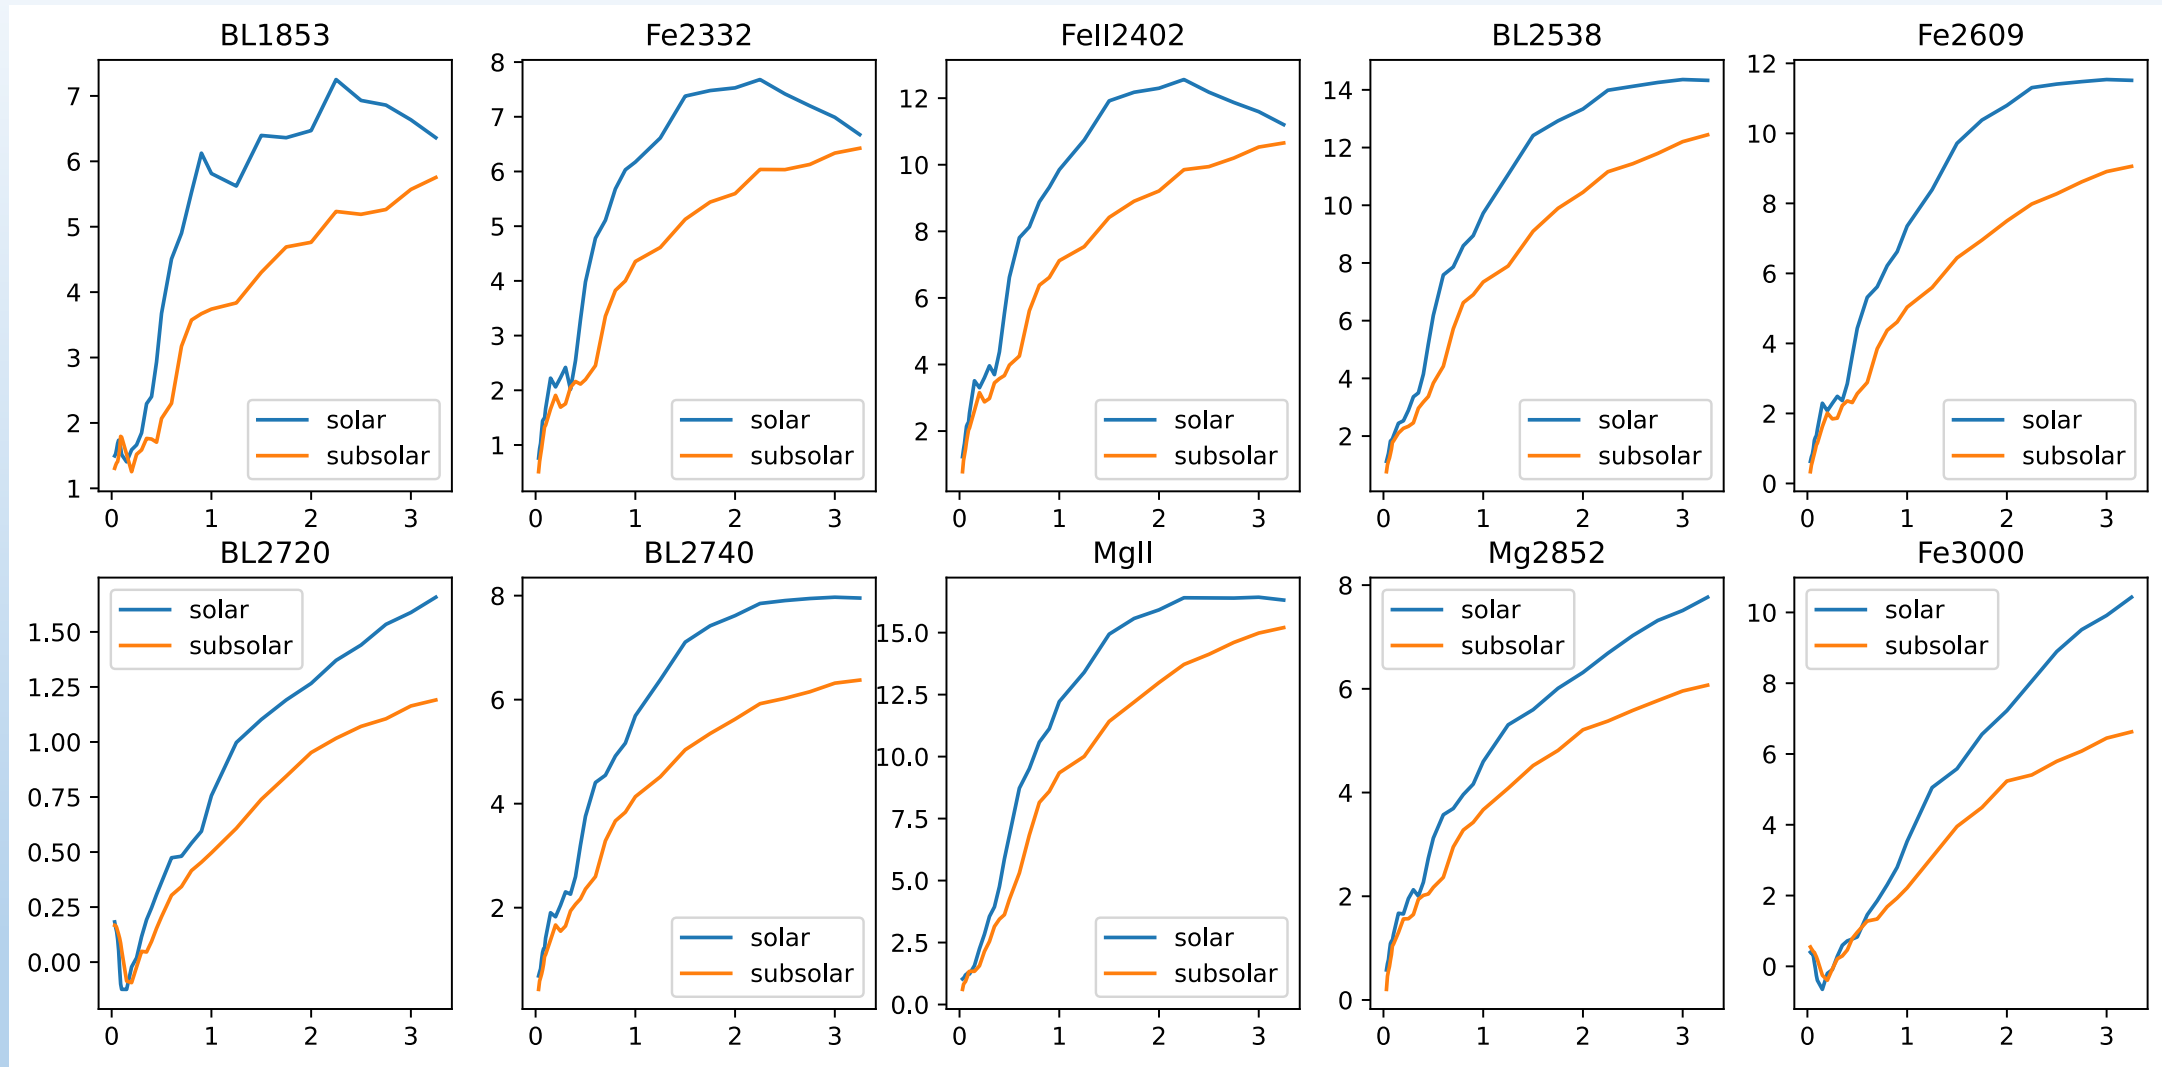 BL1853
7
6
5
4
3
2
1
0 1 2 3
solar
subsolar
Fe2332
8
7
6
5
4
3
2
1
0 1 2 3
solar
subsolar
FeII2402
12
10
8
6
4
2
0 1 2 3
solar
subsolar
BL2538
14
12
10
8
6
4
2
0 1 2 3
solar
subsolar
Fe2609
12
10
8
6
4
2
0
0 1 2 3
solar
subsolar
BL2720
1.50
1.25
1.00
0.75
0.50
0.25
0.00
0 1 2 3
solar
subsolar
BL2740
8
6
4
2
0 1 2 3
solar
subsolar
MgII
15.0
12.5
10.0
7.5
5.0
2.5
0.0
0 1 2 3
solar
subsolar
Mg2852
8
6
4
2
0
0 1 2 3
solar
subsolar
Fe3000
10
8
6
4
2
0
0 1 2 3
solar
subsolar